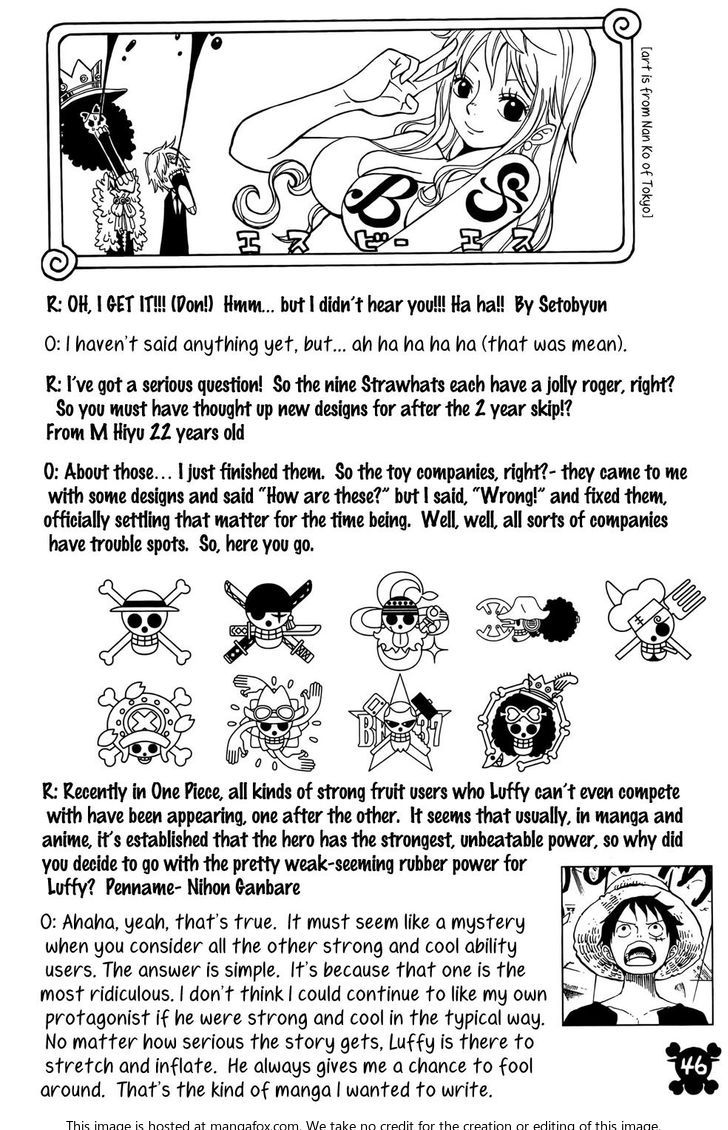 [art is from Nan Ko of Tokyo]
S B S
エス ビー エス
R: OH, I GET IT!!! (Don!) Hmm... but I didn't hear you!!! Ha ha!! By Setobyun
O: I haven't said anything yet, but... ah ha ha ha ha (that was mean).
R: I've got a serious question! So the nine Strawhats each have a jolly roger, right?
So you must have thought up new designs for after the 2 year skip!?
From M Hiyu 22 years old
O: About those... I just finished them. So the toy companies, right?- they came to me
with some designs and said "How are these?" but I said, "Wrong!" and fixed them,
officially settling that matter for the time being. Well, well, all sorts of companies
have trouble spots. So, here you go.
R: Recently in One Piece, all kinds of strong fruit users who Luffy can't even compete
with have been appearing, one after the other. It seems that usually, in manga and
anime, it's established that the hero has the strongest, unbeatable power, so why did
you decide to go with the pretty weak-seeming rubber power for
Luffy? Penname- Nihon Ganbare
O: Ahaha, yeah, that's true. It must seem like a mystery
when you consider all the other strong and cool ability
users. The answer is simple. It's because that one is the
most ridiculous. I don't think I could continue to like my own
protagonist if he were strong and cool in the typical way.
No matter how serious the story gets, Luffy is there to
stretch and inflate. He always gives me a chance to fool
around. That's the kind of manga I wanted to write.
46
This image is hosted at mangafox.com. We take no credit for the creation or editing of this image.